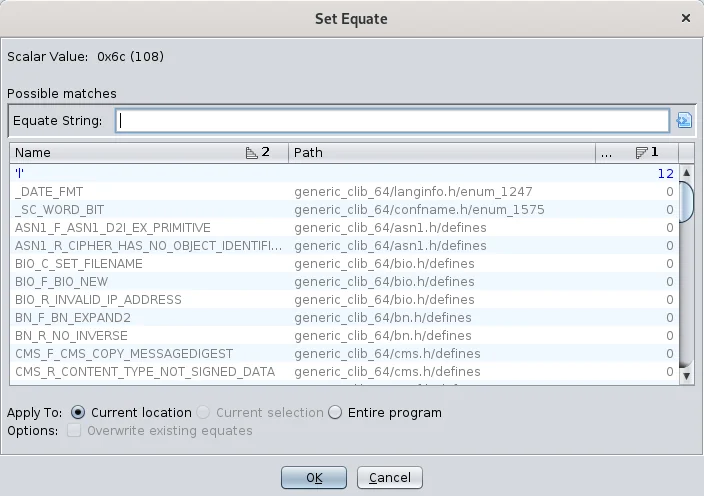 Set Equate
Scalar Value: 0x6c (108)
Possible matches
Equate String:
Name 2 Path ... 1
'l' 12
_DATE_FMT generic_clib_64/langinfo.h/enum_1247 0
_SC_WORD_BIT generic_clib_64/confname.h/enum_1575 0
ASN1_F_ASN1_D2I_EX_PRIMITIVE generic_clib_64/asn1.h/defines 0
ASN1_R_CIPHER_HAS_NO_OBJECT_IDENTIFI... generic_clib_64/asn1.h/defines 0
BIO_C_SET_FILENAME generic_clib_64/bio.h/defines 0
BIO_F_BIO_NEW generic_clib_64/bio.h/defines 0
BIO_R_INVALID_IP_ADDRESS generic_clib_64/bio.h/defines 0
BN_F_BN_EXPAND2 generic_clib_64/bn.h/defines 0
BN_R_NO_INVERSE generic_clib_64/bn.h/defines 0
CMS_F_CMS_COPY_MESSAGEDIGEST generic_clib_64/cms.h/defines 0
CMS_R_CONTENT_TYPE_NOT_SIGNED_DATA generic_clib_64/cms.h/defines 0
Apply To: Current location Current selection Entire program
Options: Overwrite existing equates
OK Cancel